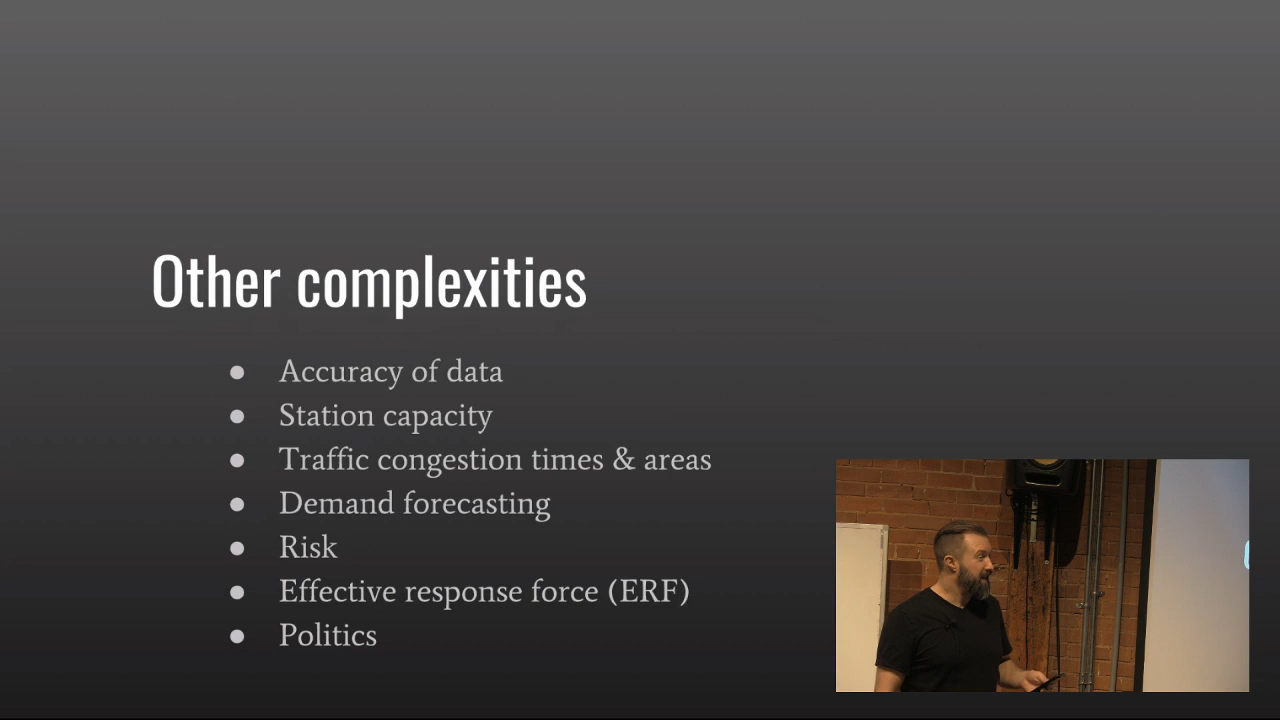 Other complexities
● Accuracy of data
● Station capacity
● Traffic congestion times & areas
● Demand forecasting
● Risk
● Effective response force (ERF)
● Politics